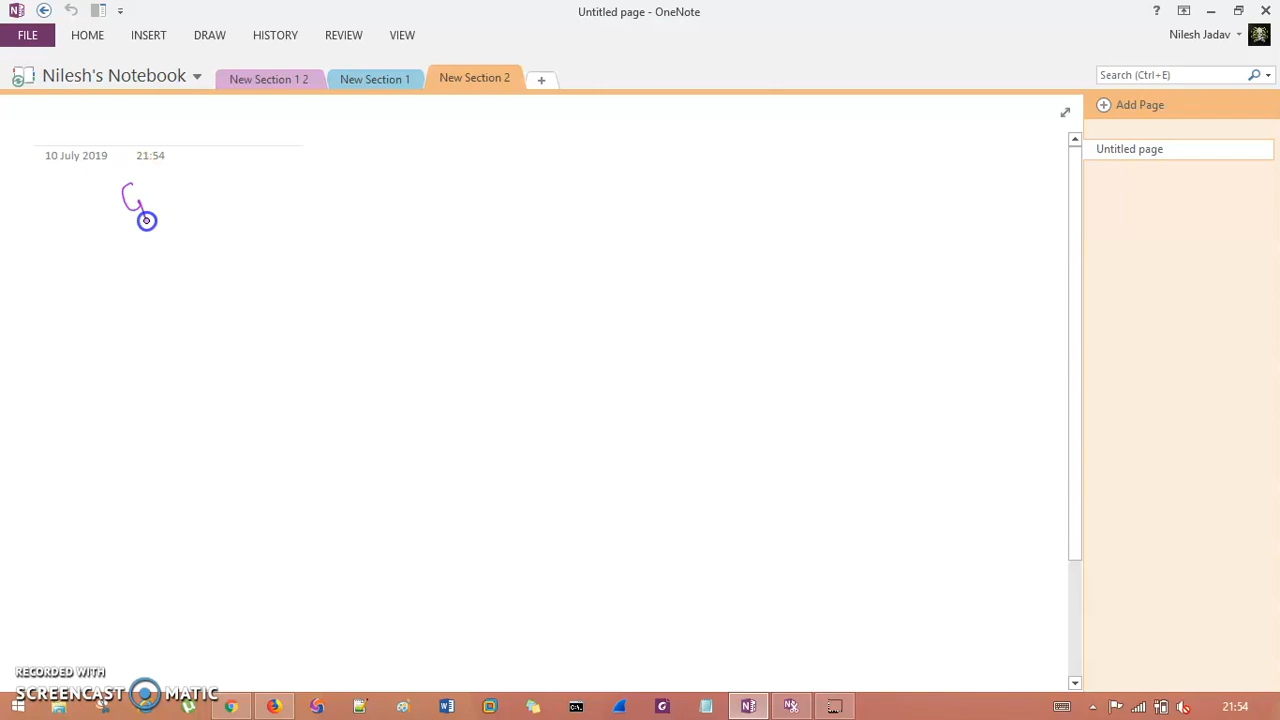 Untitled page - OneNote
?
FILE HOME INSERT DRAW HISTORY REVIEW VIEW
Nilesh Jadav
Nilesh's Notebook New Section 1 2 New Section 1 New Section 2
Search (Ctrl+E)
Add Page
Untitled page
10 July 2019 21:54
G
RECORDED WITH
SCREENCAST MATIC
21:54